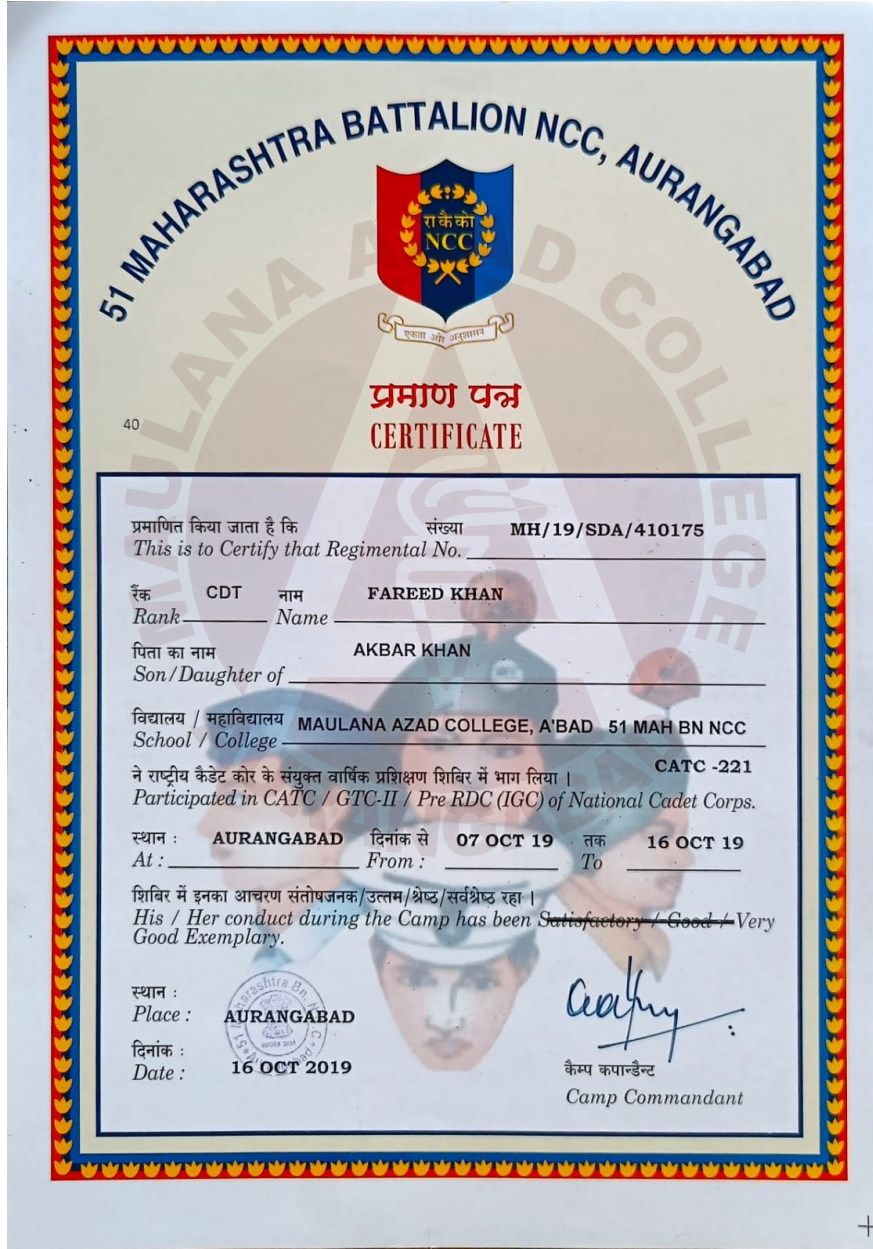 51 MAHARASHTRA BATTALION NCC, AURANGABAD
रा कै को
NCC
एकता और अनुशासन
प्रमाण पत्र
40
CERTIFICATE
प्रमाणित किया जाता है कि संख्या MH/19/SDA/410175
This is to Certify that Regimental No.
रैंक CDT नाम FAREED KHAN
Rank Name
पिता का नाम AKBAR KHAN
Son/Daughter of
विद्यालय / महाविद्यालय MAULANA AZAD COLLEGE, A'BAD 51 MAH BN NCC
School / College
ने राष्ट्रीय कैडेट कोर के संयुक्त वार्षिक प्रशिक्षण शिबिर में भाग लिया | CATC -221
Participated in CATC / GTC-II / Pre RDC (IGC) of National Cadet Corps.
स्थान : AURANGABAD दिनांक से 07 OCT 19 तक 16 OCT 19
At : From : To
शिबिर में इनका आचरण संतोषजनक/उत्तम/श्रेष्ठ/सर्वश्रेष्ठ रहा |
His / Her conduct during the Camp has been Satisfactory / Good / Very
Good Exemplary.
स्थान :
Place : AURANGABAD
दिनांक :
Date : 16 OCT 2019
कैम्प कपान्डैन्ट
Camp Commandant
MAULANA AZAD COLLEGE